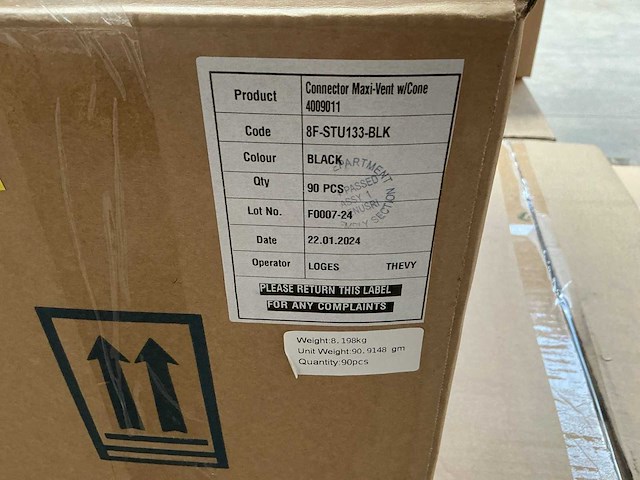 Product Connector Maxi-Vent w/Cone
4009011
Code 8F-STU133-BLK
Colour BLACK
Qty 90 PCS
Lot No. F0007-24
Date 22.01.2024
Operator LOGES THEVY
PLEASE RETURN THIS LABEL
FOR ANY COMPLAINTS
PASSED
SECTION
Weight:8.198kg
Unit Weight:90.9148 gm
Quantity:90pcs